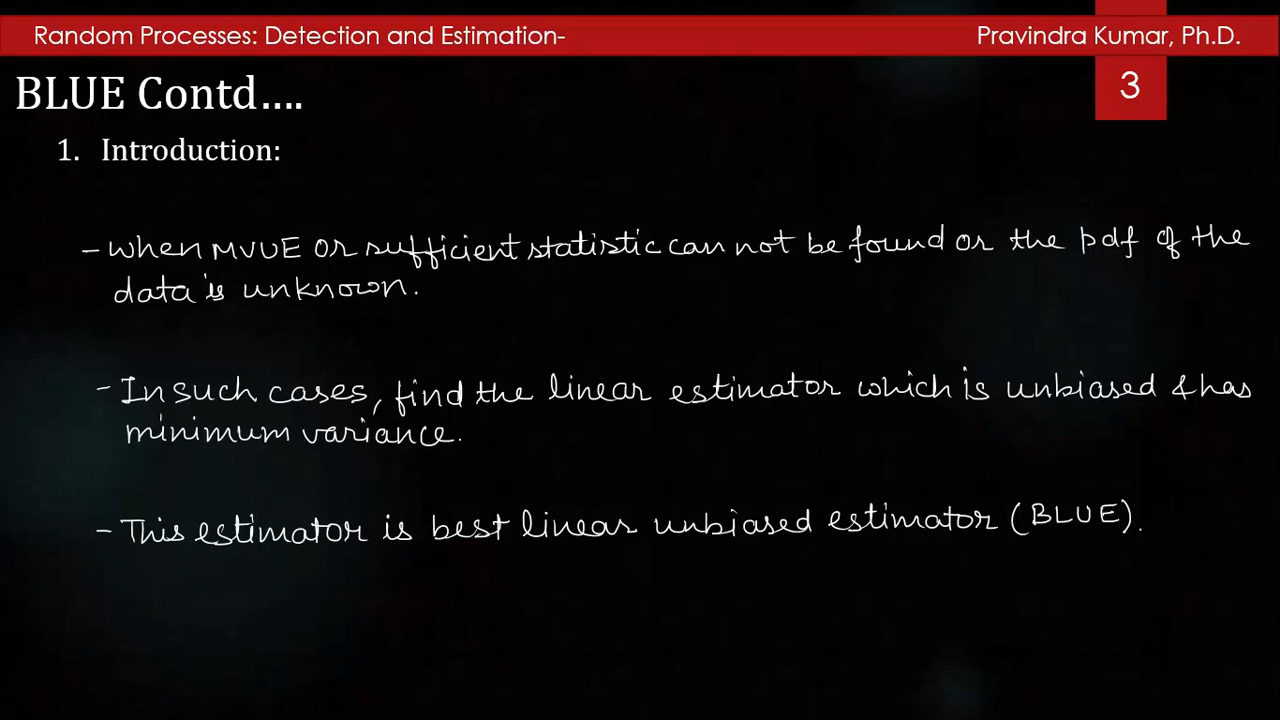 Random Processes: Detection and Estimation-
Pravindra Kumar, Ph.D.
BLUE Contd....
3
1. Introduction:
- When MVUE or sufficient statistic can not be found or the pdf of the
data is unknown.
- In such cases, find the linear estimator which is unbiased & has
minimum variance.
- This estimator is best linear unbiased estimator (BLUE).